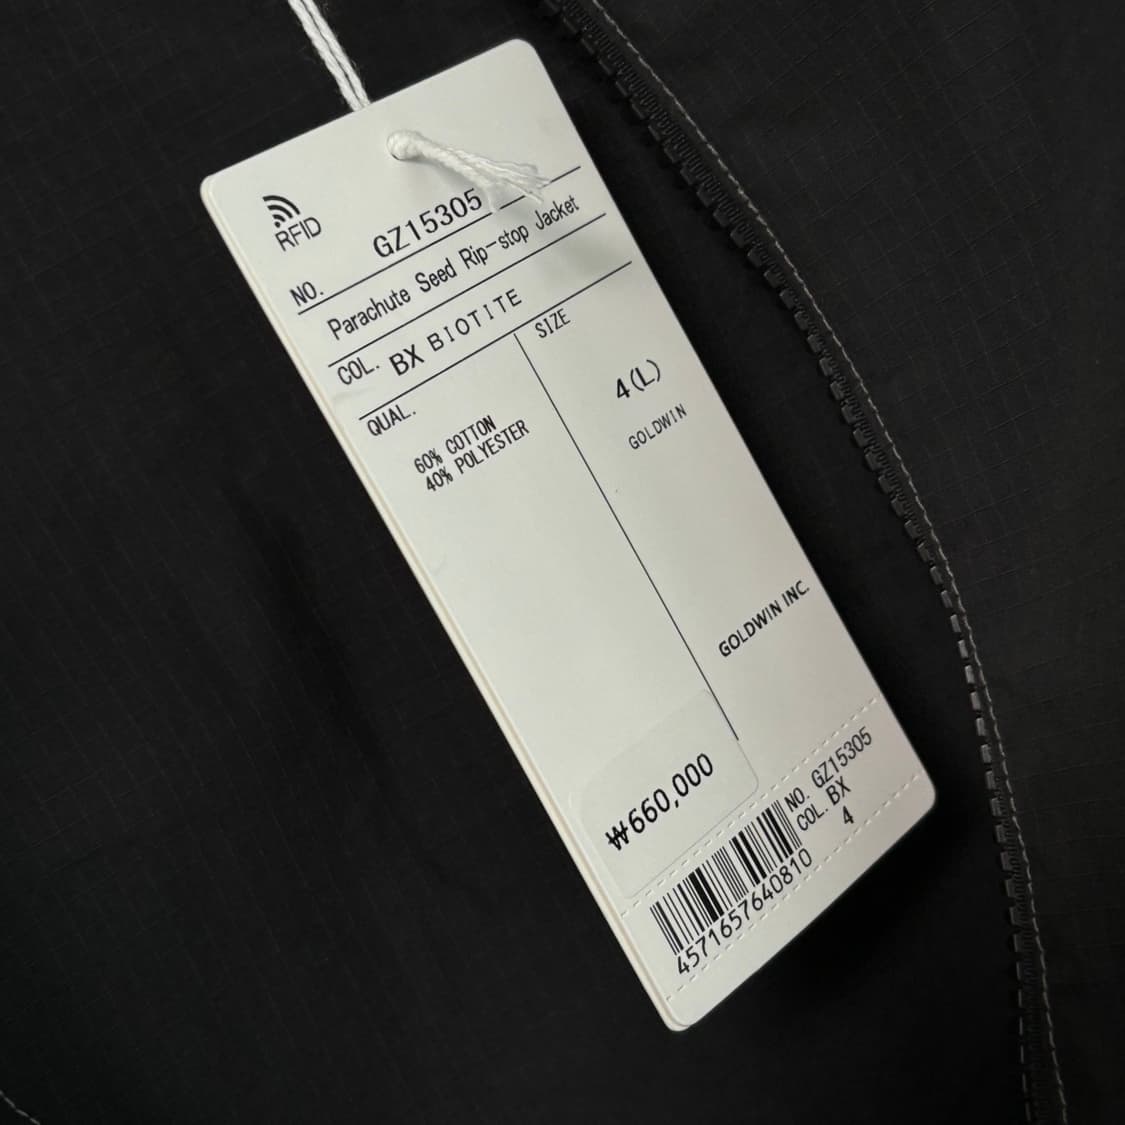 RFID
NO. GZ15305
Parachute Seed Rip-stop Jacket
COL. BX BIOTITE
QUAL.
60% COTTON
40% POLYESTER
SIZE
4(L)
GOLDWIN
GOLDWIN INC.
₩660,000
NO. GZ15305
COL. BX
4
4571657640810